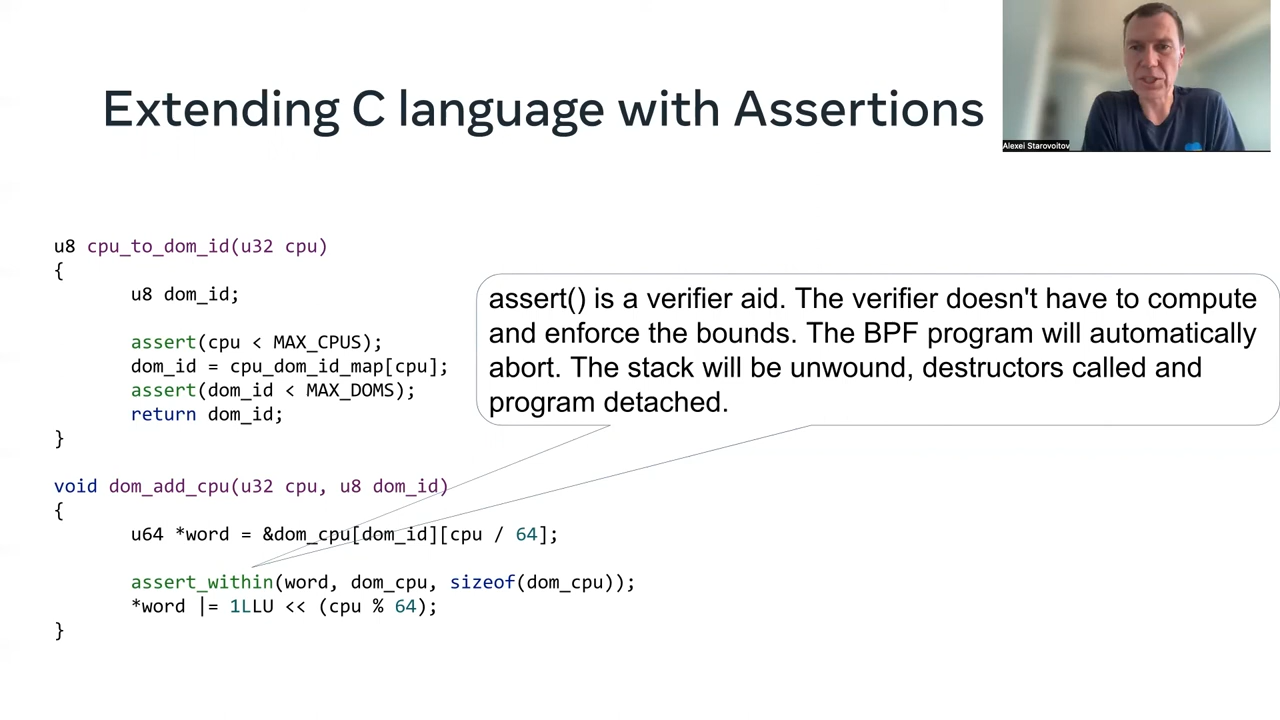 Extending C language with Assertions
Alexei Starovoitov
u8 cpu_to_dom_id(u32 cpu)
{
u8 dom_id;
assert(cpu < MAX_CPUS);
dom_id = cpu_dom_id_map[cpu];
assert(dom_id < MAX_DOMS);
return dom_id;
}
assert() is a verifier aid. The verifier doesn't have to compute
and enforce the bounds. The BPF program will automatically
abort. The stack will be unwound, destructors called and
program detached.
void dom_add_cpu(u32 cpu, u8 dom_id)
{
u64 *word = &dom_cpu[dom_id][cpu / 64];
assert_within(word, dom_cpu, sizeof(dom_cpu));
*word |= 1LLU << (cpu % 64);
}